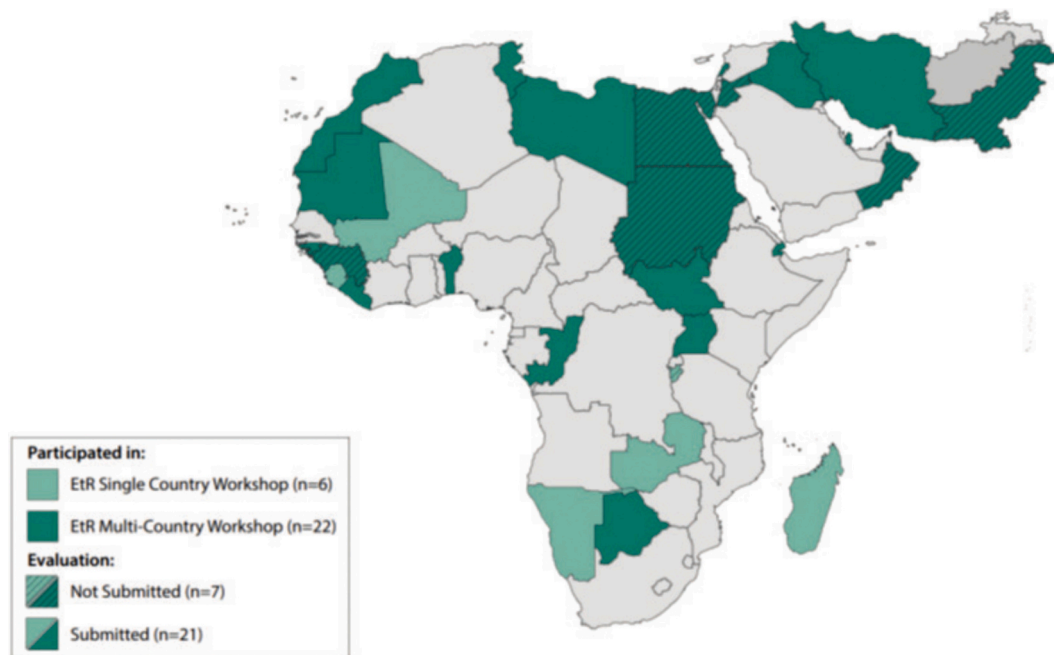 Participated in:
EtR Single Country Workshop (n=6)
EtR Multi-Country Workshop (n=22)
Evaluation:
Not Submitted (n=7)
Submitted (n=21)